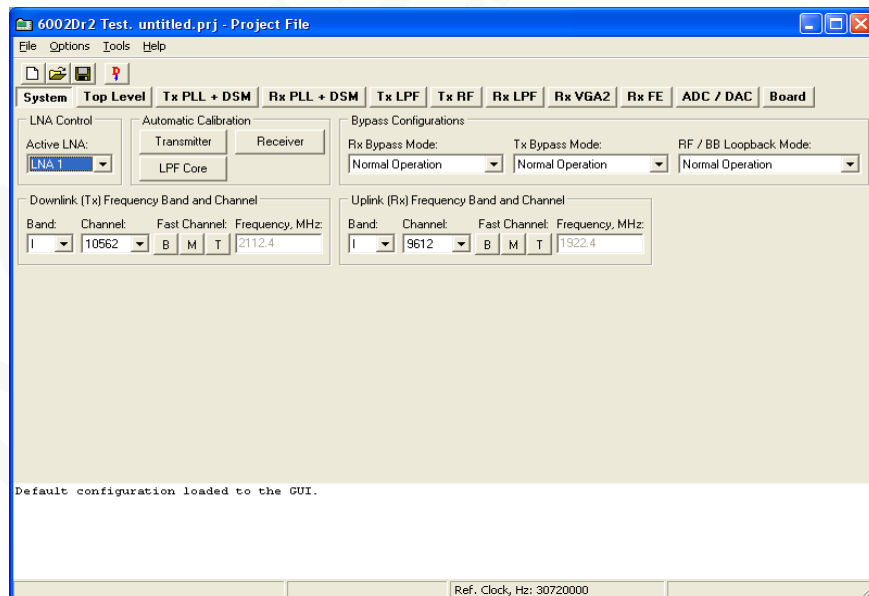 6002Dr2 Test. untitled.prj - Project File
File Options Tools Help
System Top Level Tx PLL + DSM Rx PLL + DSM Tx LPF Tx RF Rx LPF Rx VGA2 Rx FE ADC / DAC Board
LNA Control
Active LNA:
LNA 1
Automatic Calibration
Transmitter Receiver
LPF Core
Bypass Configurations
Rx Bypass Mode: Tx Bypass Mode: RF / BB Loopback Mode:
Normal Operation Normal Operation Normal Operation
Downlink (Tx) Frequency Band and Channel
Band: Channel: Fast Channel: Frequency, MHz:
I 10562 B M T 2112.4
Uplink (Rx) Frequency Band and Channel
Band: Channel: Fast Channel: Frequency, MHz:
I 9612 B M T 1922.4
Default configuration loaded to the GUI.
Ref. Clock, Hz: 30720000